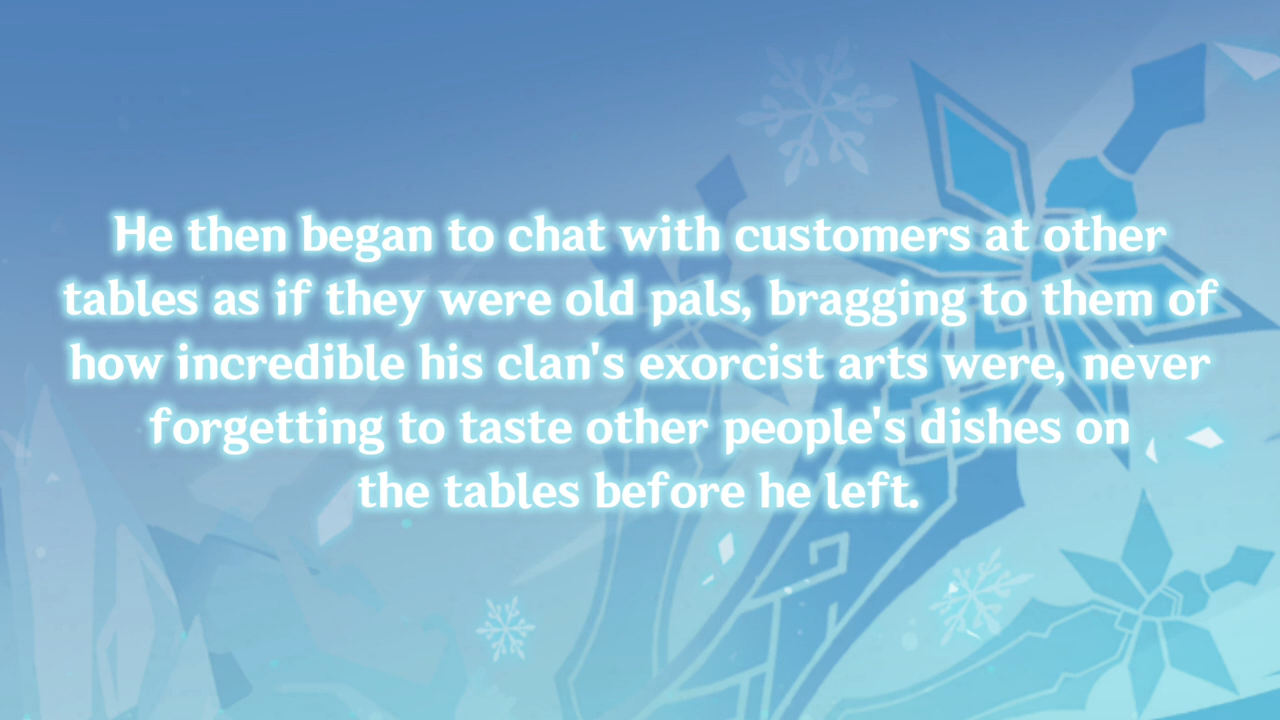 He then began to chat with customers at other
tables as if they were old pals, bragging to them of
how incredible his clan's exorcist arts were, never
forgetting to taste other people's dishes on
the tables before he left.